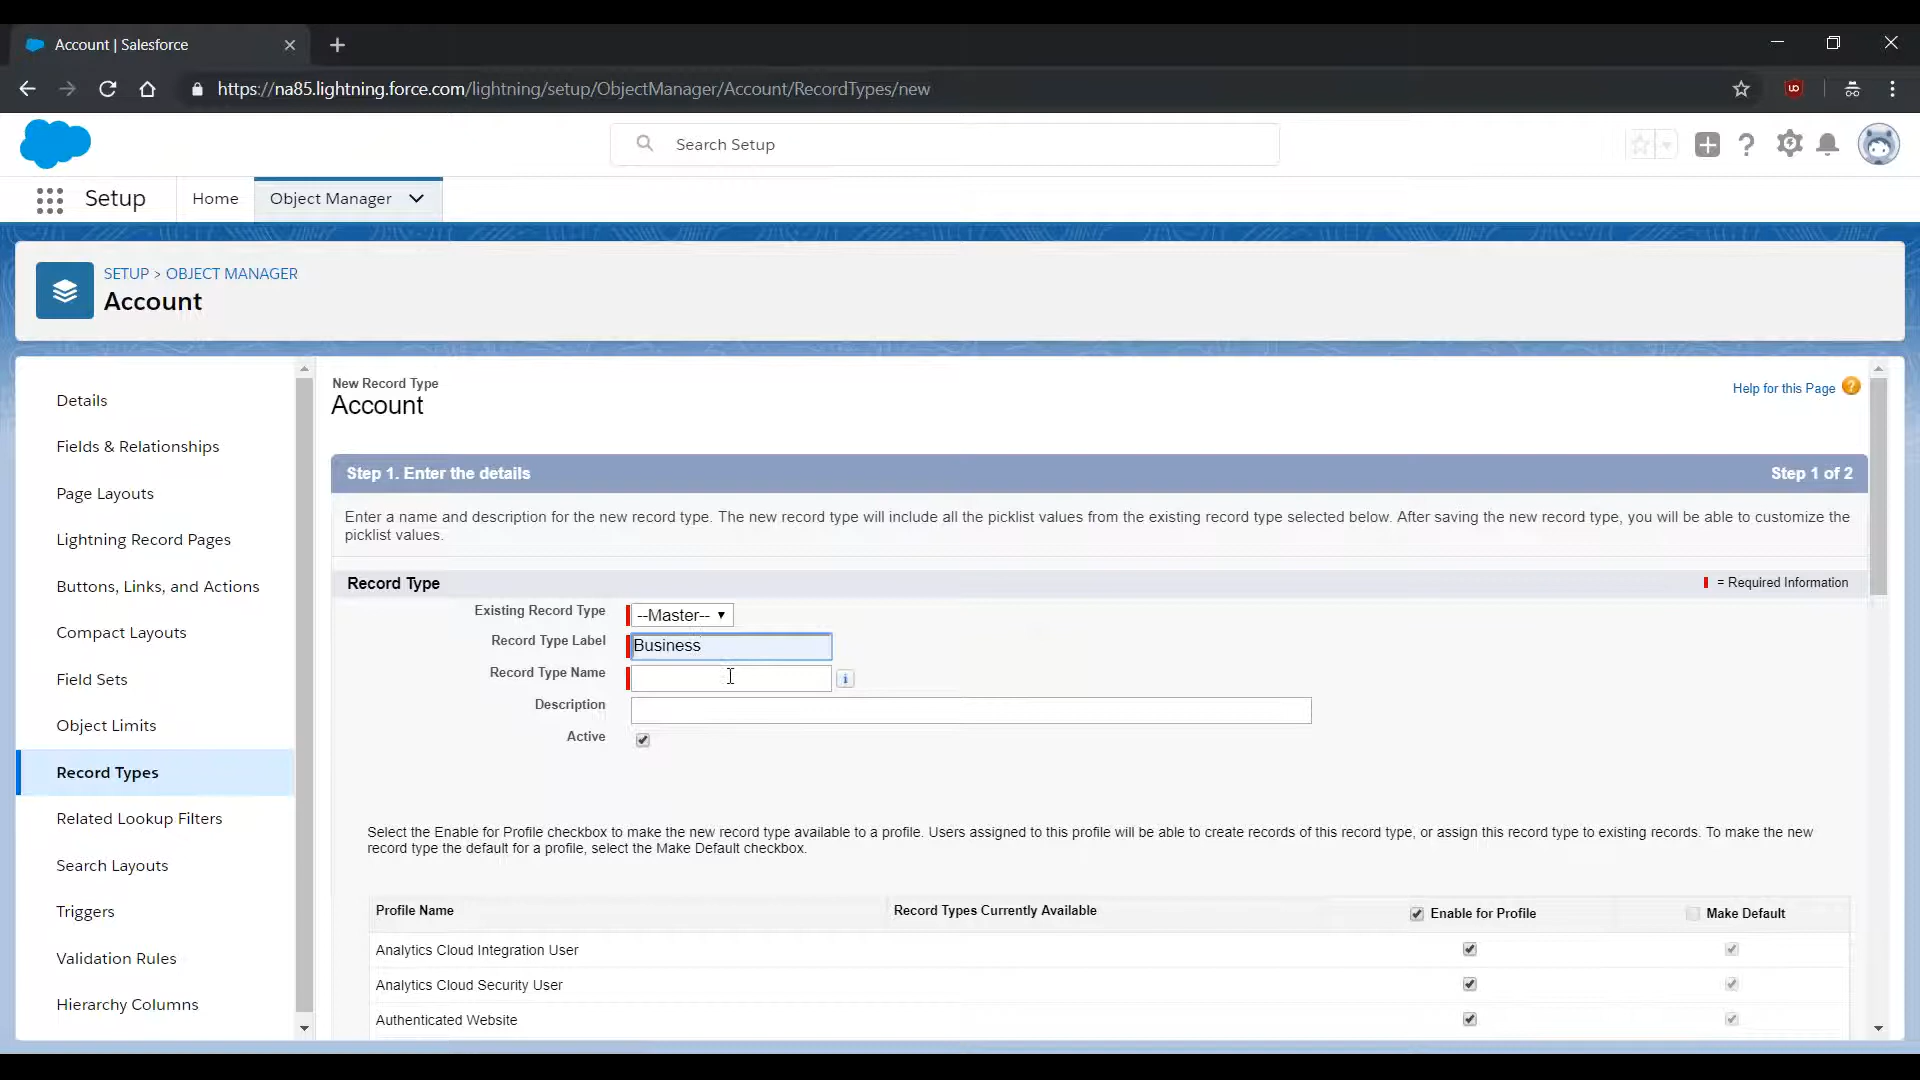 Account | Salesforce
https://na85.lightning.force.com/lightning/setup/ObjectManager/Account/RecordTypes/new
Search Setup
Setup
Home
Object Manager
SETUP > OBJECT MANAGER
Account
Details
Fields & Relationships
Page Layouts
Lightning Record Pages
Buttons, Links, and Actions
Compact Layouts
Field Sets
Object Limits
Record Types
Related Lookup Filters
Search Layouts
Triggers
Validation Rules
Hierarchy Columns
New Record Type
Account
Help for this Page ?
Step 1. Enter the details
Step 1 of 2
Enter a name and description for the new record type. The new record type will include all the picklist values from the existing record type selected below. After saving the new record type, you will be able to customize the
picklist values.
Record Type
= Required Information
Existing Record Type --Master--
Record Type Label Business
Record Type Name i
Description
Active
Select the Enable for Profile checkbox to make the new record type available to a profile. Users assigned to this profile will be able to create records of this record type, or assign this record type to existing records. To make the new
record type the default for a profile, select the Make Default checkbox.
Profile Name Record Types Currently Available Enable for Profile Make Default
Analytics Cloud Integration User
Analytics Cloud Security User
Authenticated Website